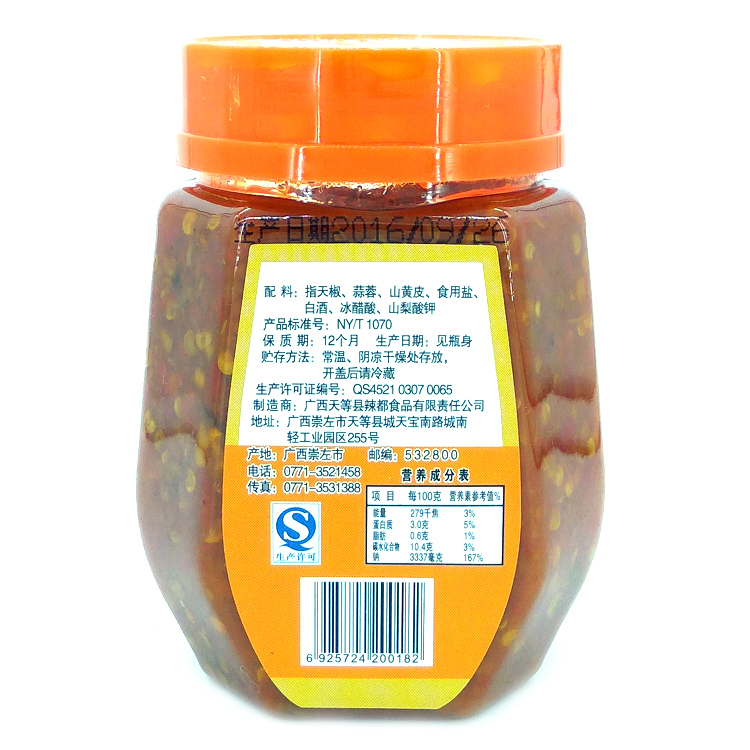 生产日期2016/09/26
配 料：指天椒、蒜蓉、山黄皮、食用盐、
白酒、冰醋酸、山梨酸钾
产品标准号：NY/T 1070
保 质 期：12个月 生产日期：见瓶身
贮存方法：常温、阴凉干燥处存放，
开盖后请冷藏
生产许可证编号：QS4521 0307 0065
制造商：广西天等县辣都食品有限责任公司
地址：广西崇左市天等县城天宝南路城南
轻工业园区255号
产地：广西崇左市 邮编：532800
电话：0771-3521458
传真：0771-3531388
生产许可
营养成分表
项 目 每100克 营养素参考值%
能量 279千焦 3%
蛋白质 3.0克 5%
脂肪 0.6克 1%
碳水化合物 10.4克 3%
钠 3337毫克 167%
6 925724 200182